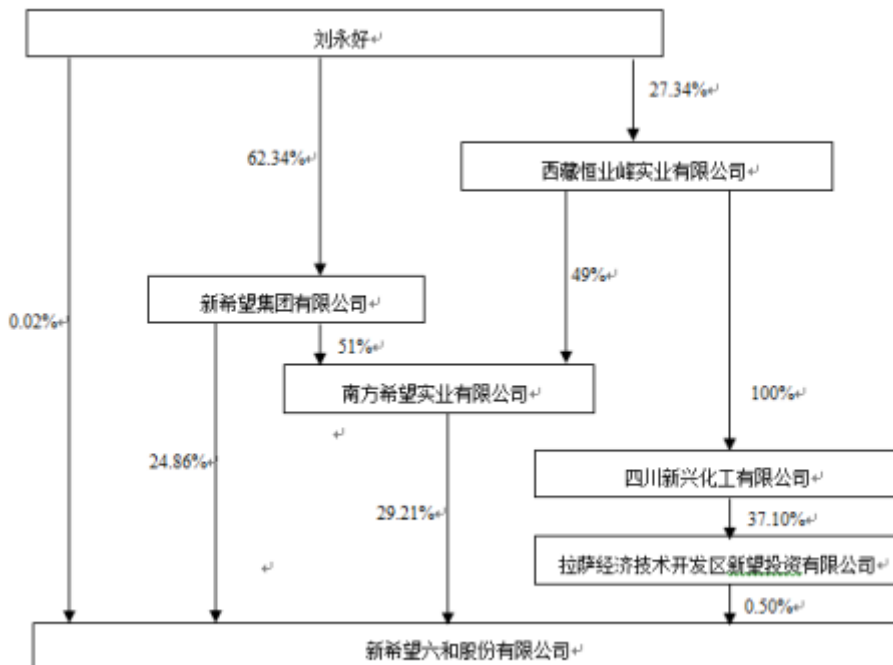 刘永好
27.34%
62.34%
西藏恒业峰实业有限公司
49%
新希望集团有限公司
0.02%
51%
南方希望实业有限公司
100%
24.86%
四川新兴化工有限公司
29.21%
37.10%
拉萨经济技术开发区新望投资有限公司
0.50%
新希望六和股份有限公司